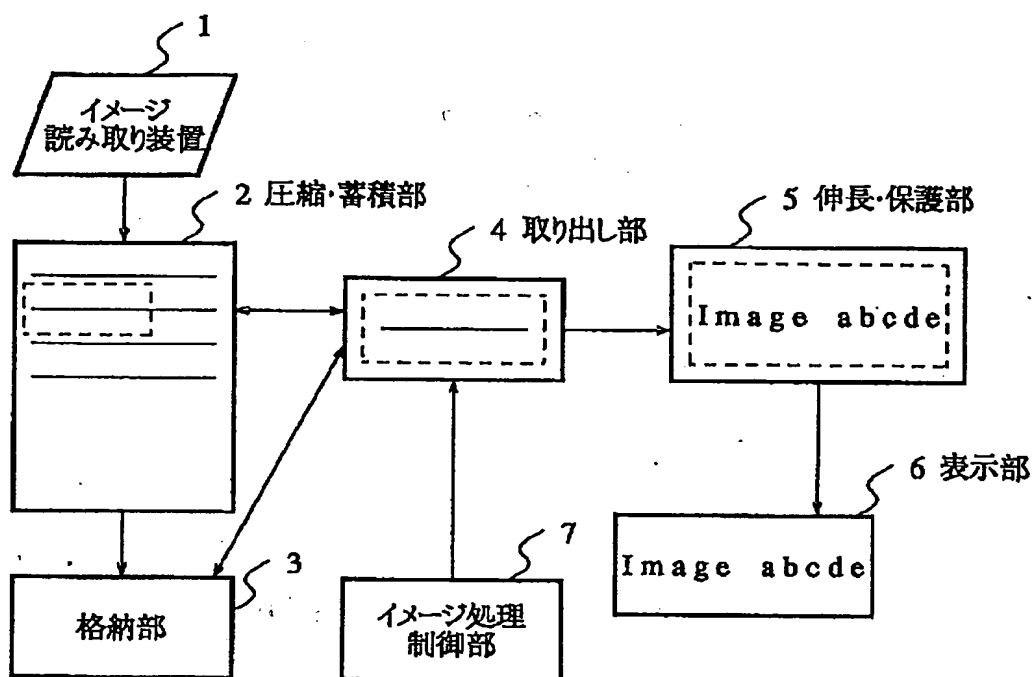 1
イメージ
読み取り装置
2 圧縮・蓄積部
4 取り出し部
5 伸長・保護部
Image abcde
6 表示部
Image abcde
3
格納部
7
イメージ処理
制御部